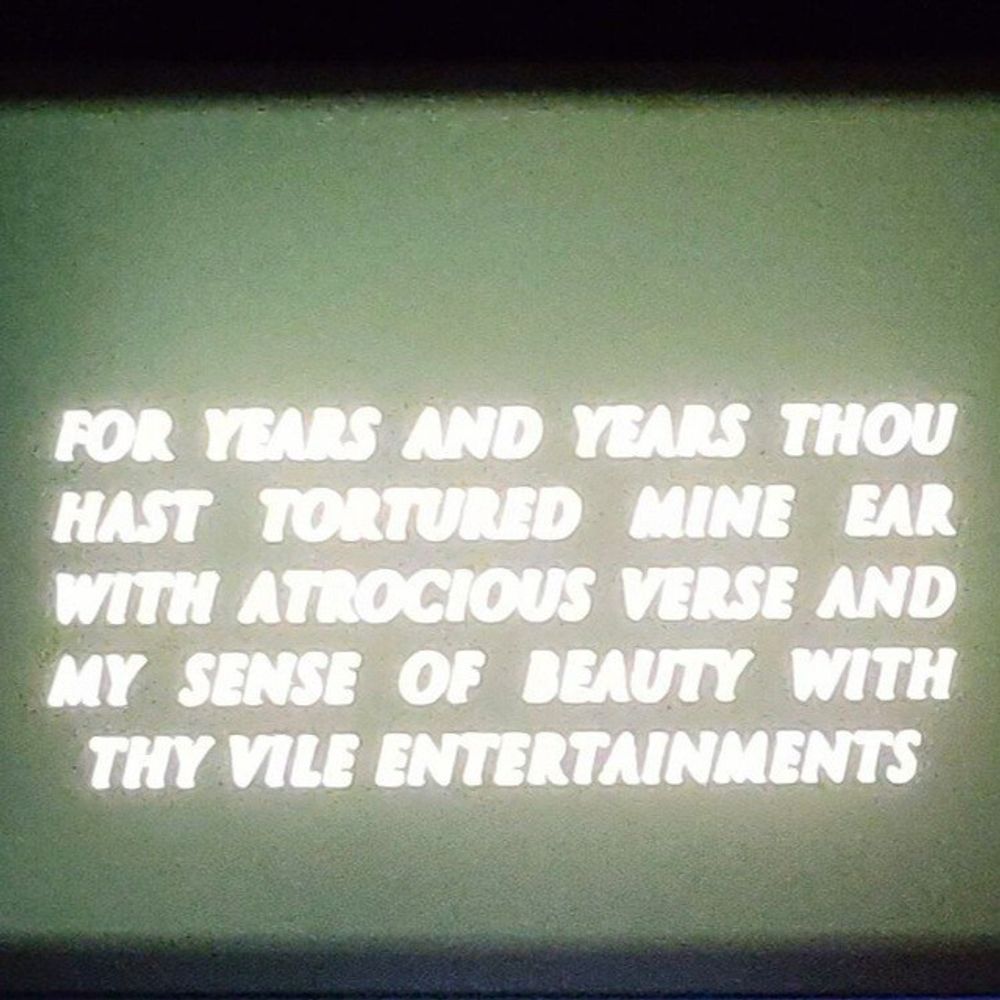 FOR YEARS AND YEARS THOU
HAST TORTURED MINE EAR
WITH ATROCIOUS VERSE AND
MY SENSE OF BEAUTY WITH
THY VILE ENTERTAINMENTS